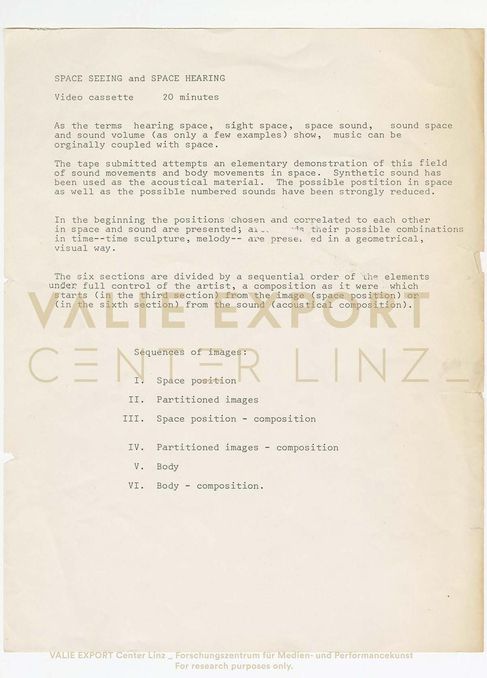 SPACE SEEING and SPACE HEARING
Video cassette 20 minutes
As the terms hearing space, sight space, space sound, sound space
and sound volume (as only a few examples) show, music can be
orginally coupled with space.
The tape submitted attempts an elementary demonstration of this field
of sound movements and body movements in space. Synthetic sound has
been used as the acoustical material. The possible postition in space
as well as the possible numbered sounds have been strongly reduced.
In the beginning the positions chosen and correlated to each other
in space and sound are presented; their possible combinations
in time--time sculpture, melody-- are in a geometrical,
visual way.
The six sections are divided by a sequential order of the elements
under full control of the artist, a composition as it were which
starts (in the third section) from the image (space position) or
(in the sixth section) from the sound (acoustical composition).
VALIE EXPORT
CENTER LINZ_
Sequences of images:
I. Space position
II. Partitioned images
III. Space position - composition
IV. Partitioned images - composition
V. Body
VI. Body - composition.
VALIE EXPORT Center Linz _ Forschungszentrum für Medien- und Performancekunst
For research purposes only.